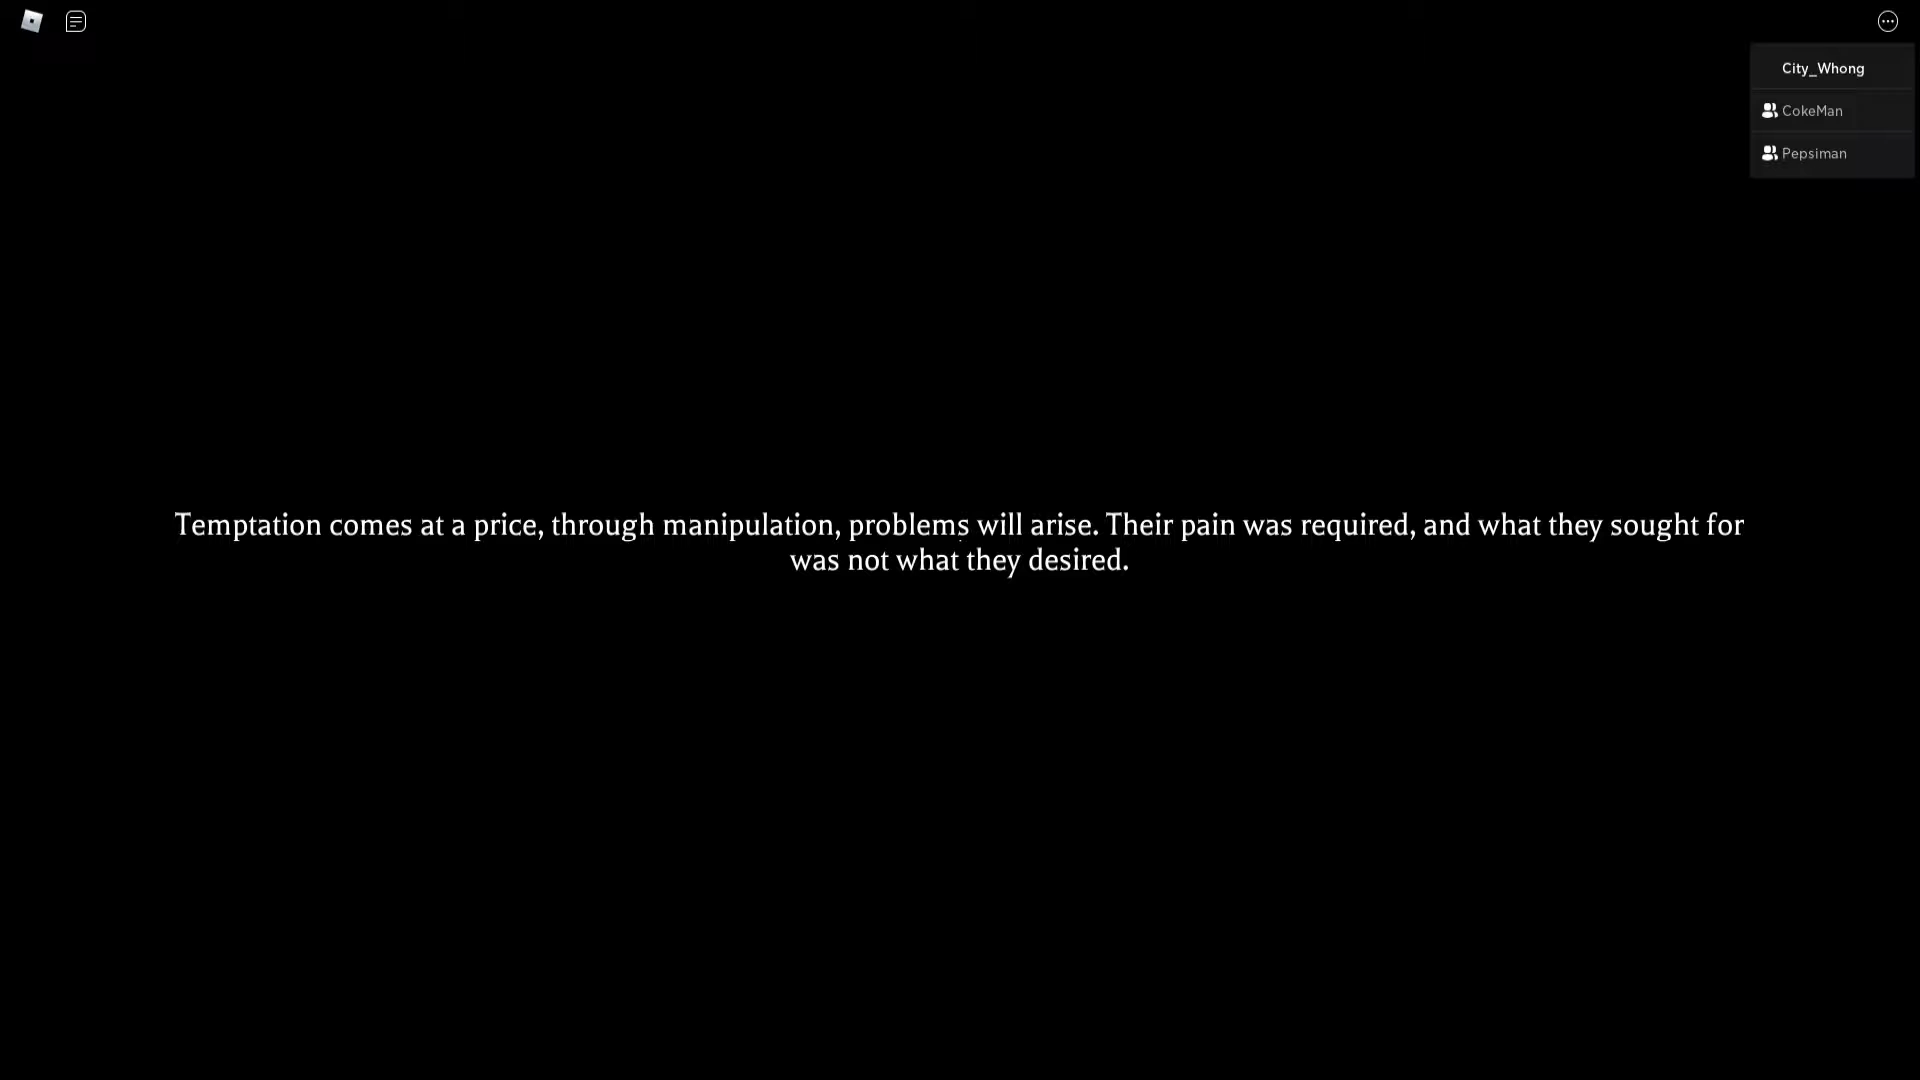 City_Whong
CokeMan
Pepsiman
Temptation comes at a price, through manipulation, problems will arise. Their pain was required, and what they sought for
was not what they desired.